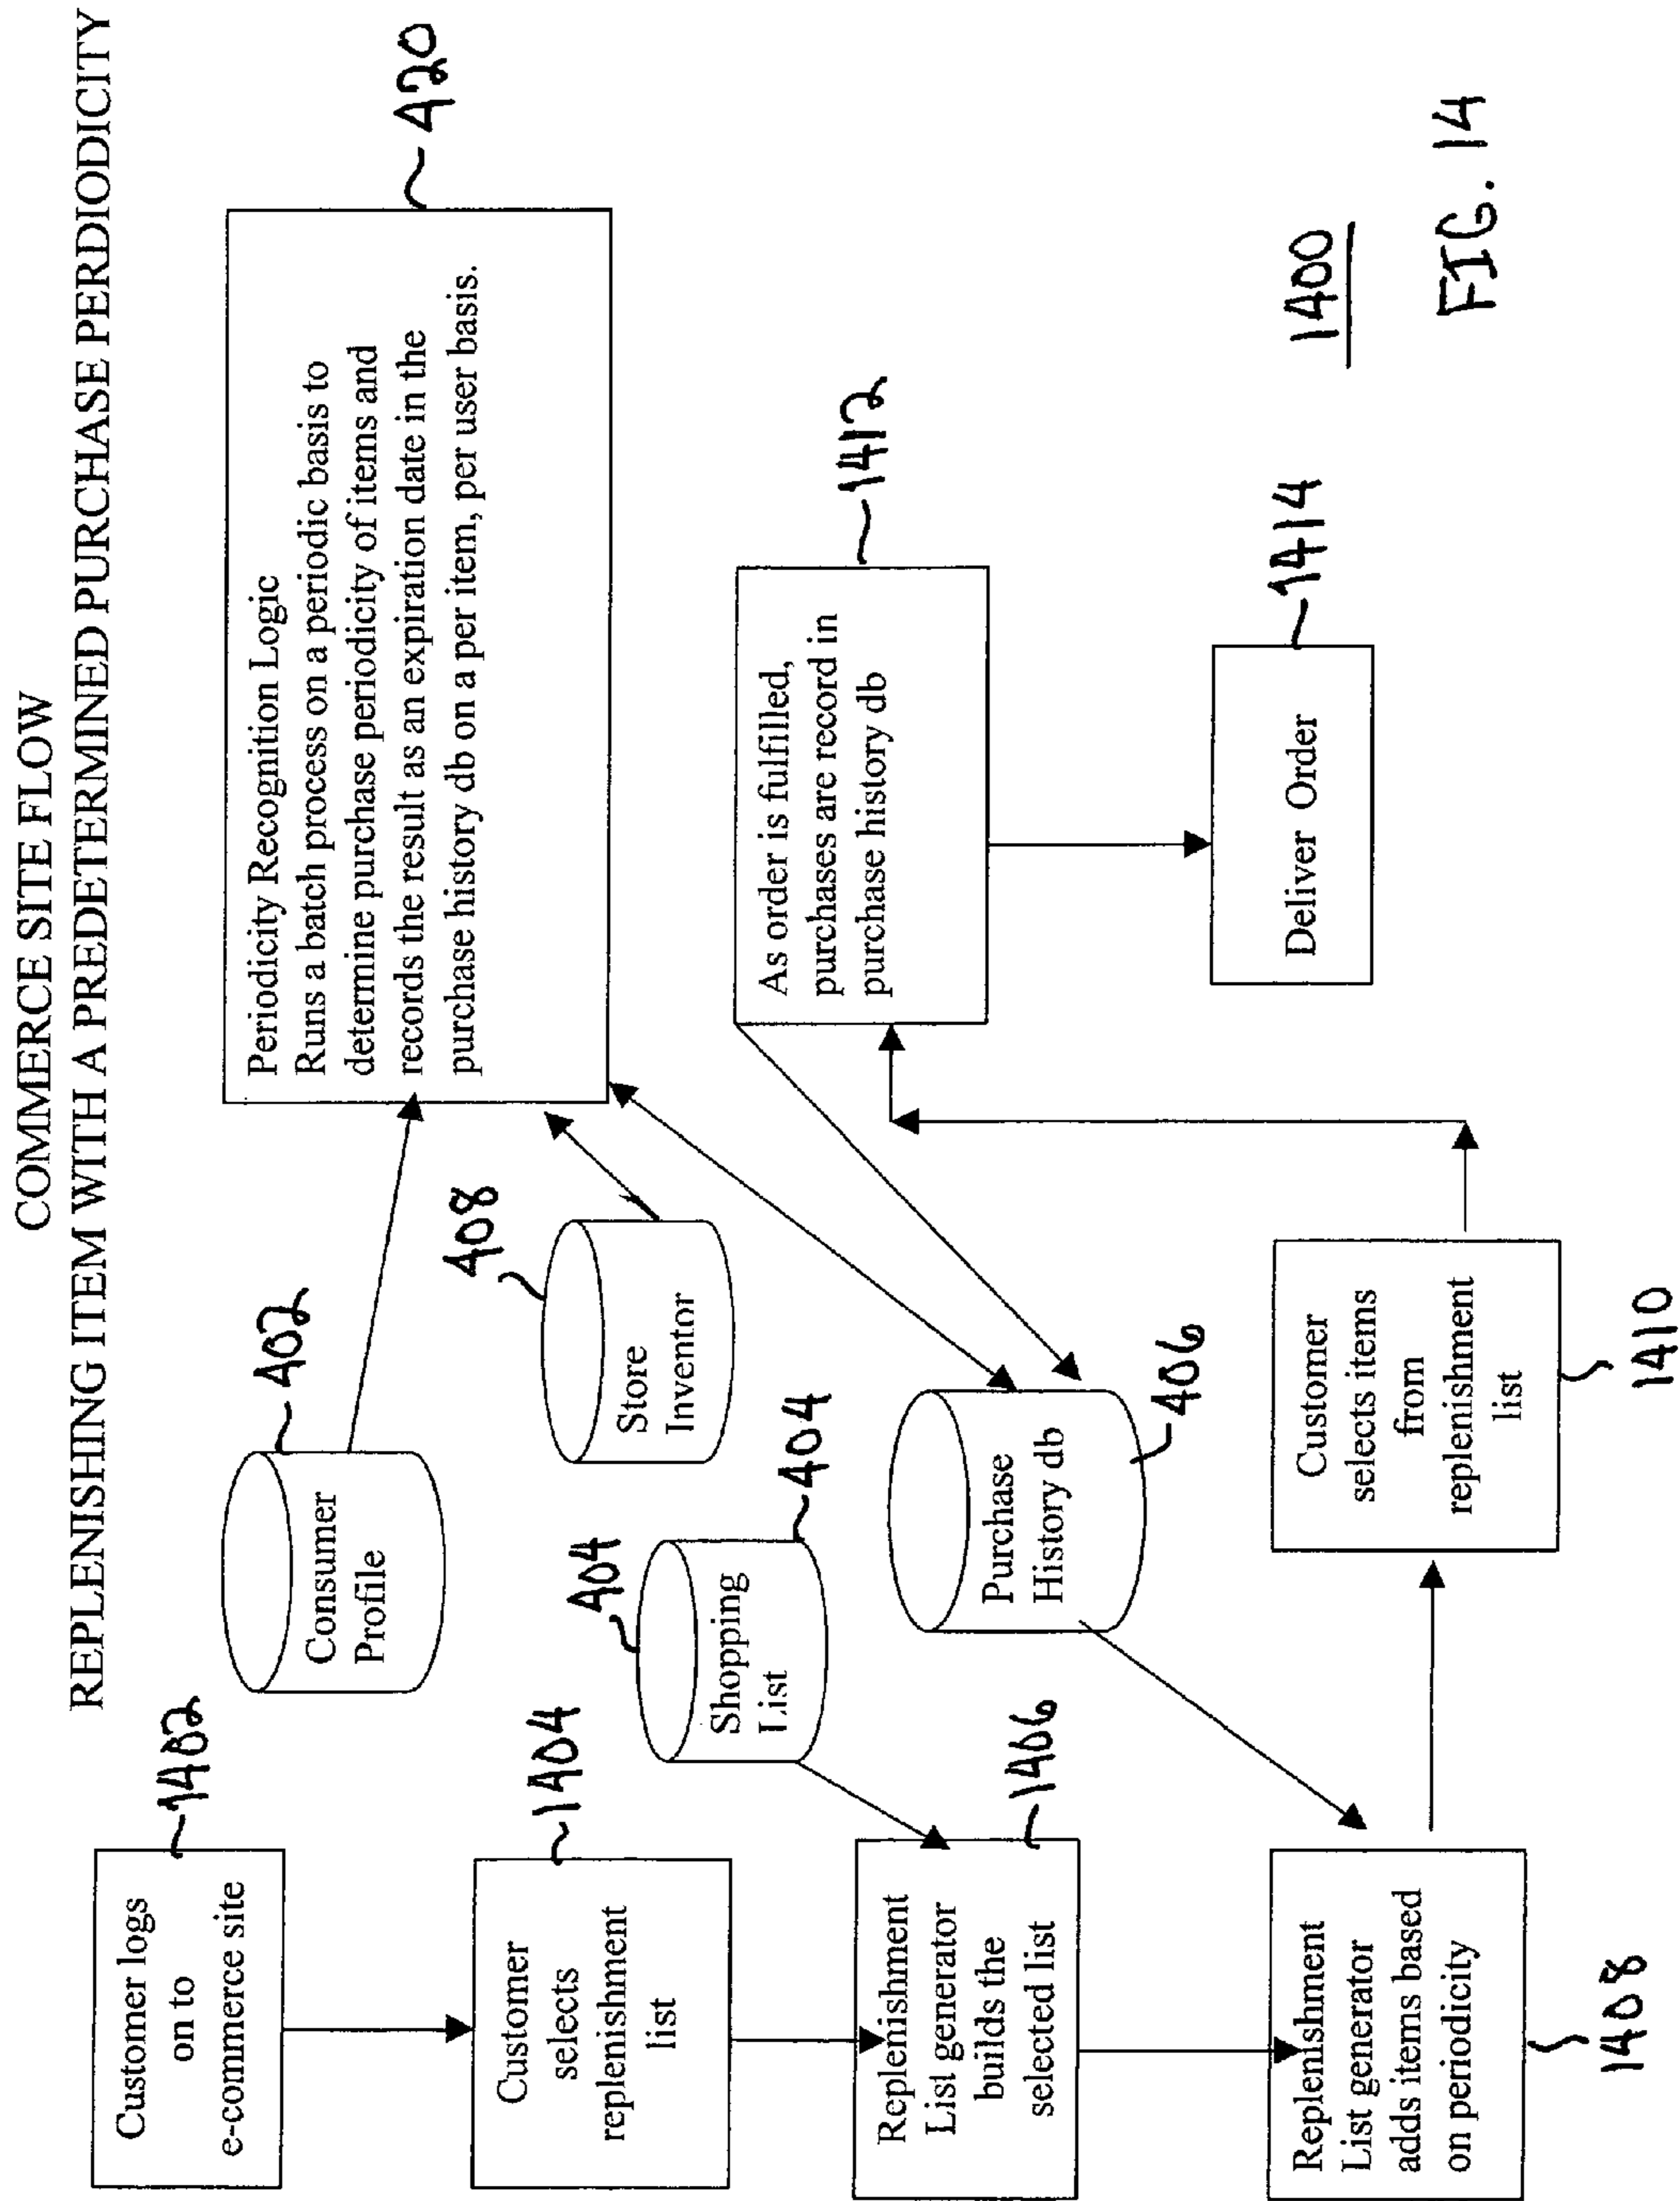 COMMERCE SITE FLOW
REPLENISHING ITEM WITH A PREDETERMINED PURCHASE PERDIODICITY
Customer logs
on to
e-commerce site
1402
Customer
selects
replenishment
list
1404
Replenishment
List generator
builds the
selected list
1406
Replenishment
List generator
adds items based
on periodicity
1408
Consumer
Profile
402
Shopping
List
404
404
Store
Inventor
408
Purchase
History db
406
Customer
selects items
from
replenishment
list
1410
Periodicity Recognition Logic
Runs a batch process on a periodic basis to
determine purchase periodicity of items and
records the result as an expiration date in the
purchase history db on a per item, per user basis.
420
As order is fulfilled,
purchases are record in
purchase history db
1412
Deliver Order
1414
1400
FIG. 14